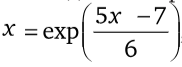 x = exp((5x − 7)/6)